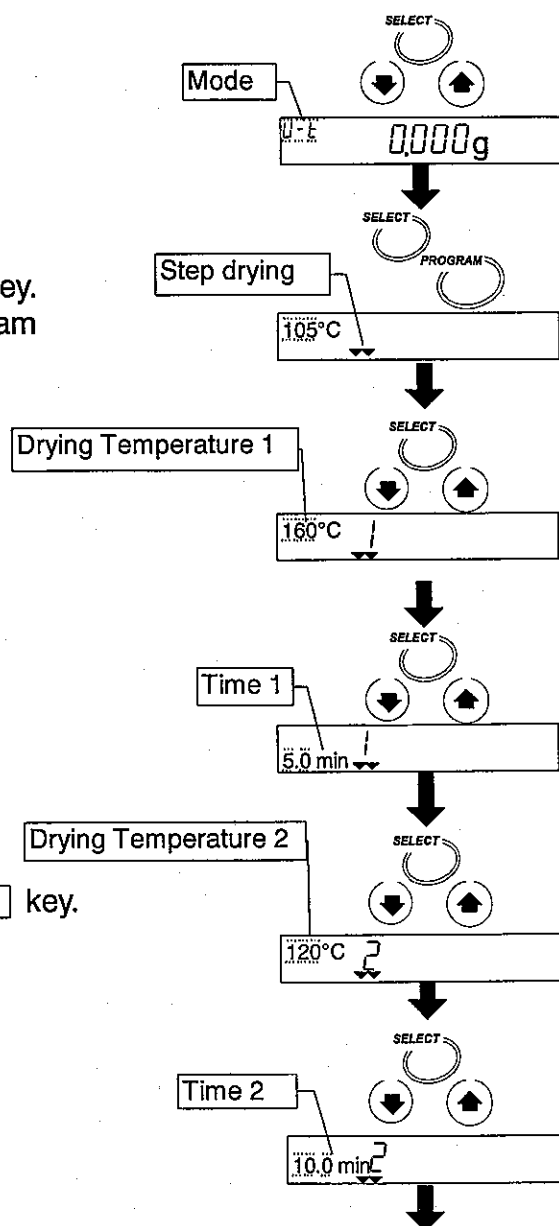 SELECT
Mode
U-t 0.000g
SELECT
PROGRAM
ey.
Step drying
am
105°C
SELECT
Drying Temperature 1
160°C 1
SELECT
Time 1
5.0 min 1
Drying Temperature 2
SELECT
key.
120°C 2
SELECT
Time 2
10.0 min 2